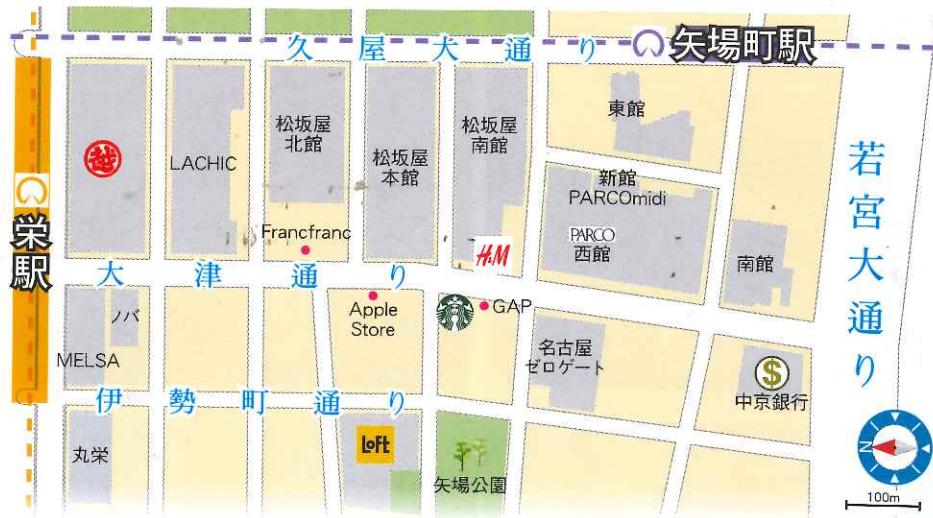 久屋大通り
矢場町駅
東館
松坂屋
北館
松坂屋
南館
松坂屋
本館
越
LACHIC
新館
PARCOmidi
PARCO
西館
若宮大通り
栄駅
Francfranc
H&M
南館
大津通り
Apple
Store
GAP
ノバ
MELSA
名古屋
ゼロゲート
$
中京銀行
伊勢町通り
丸栄
LOFT
矢場公園
N
100m